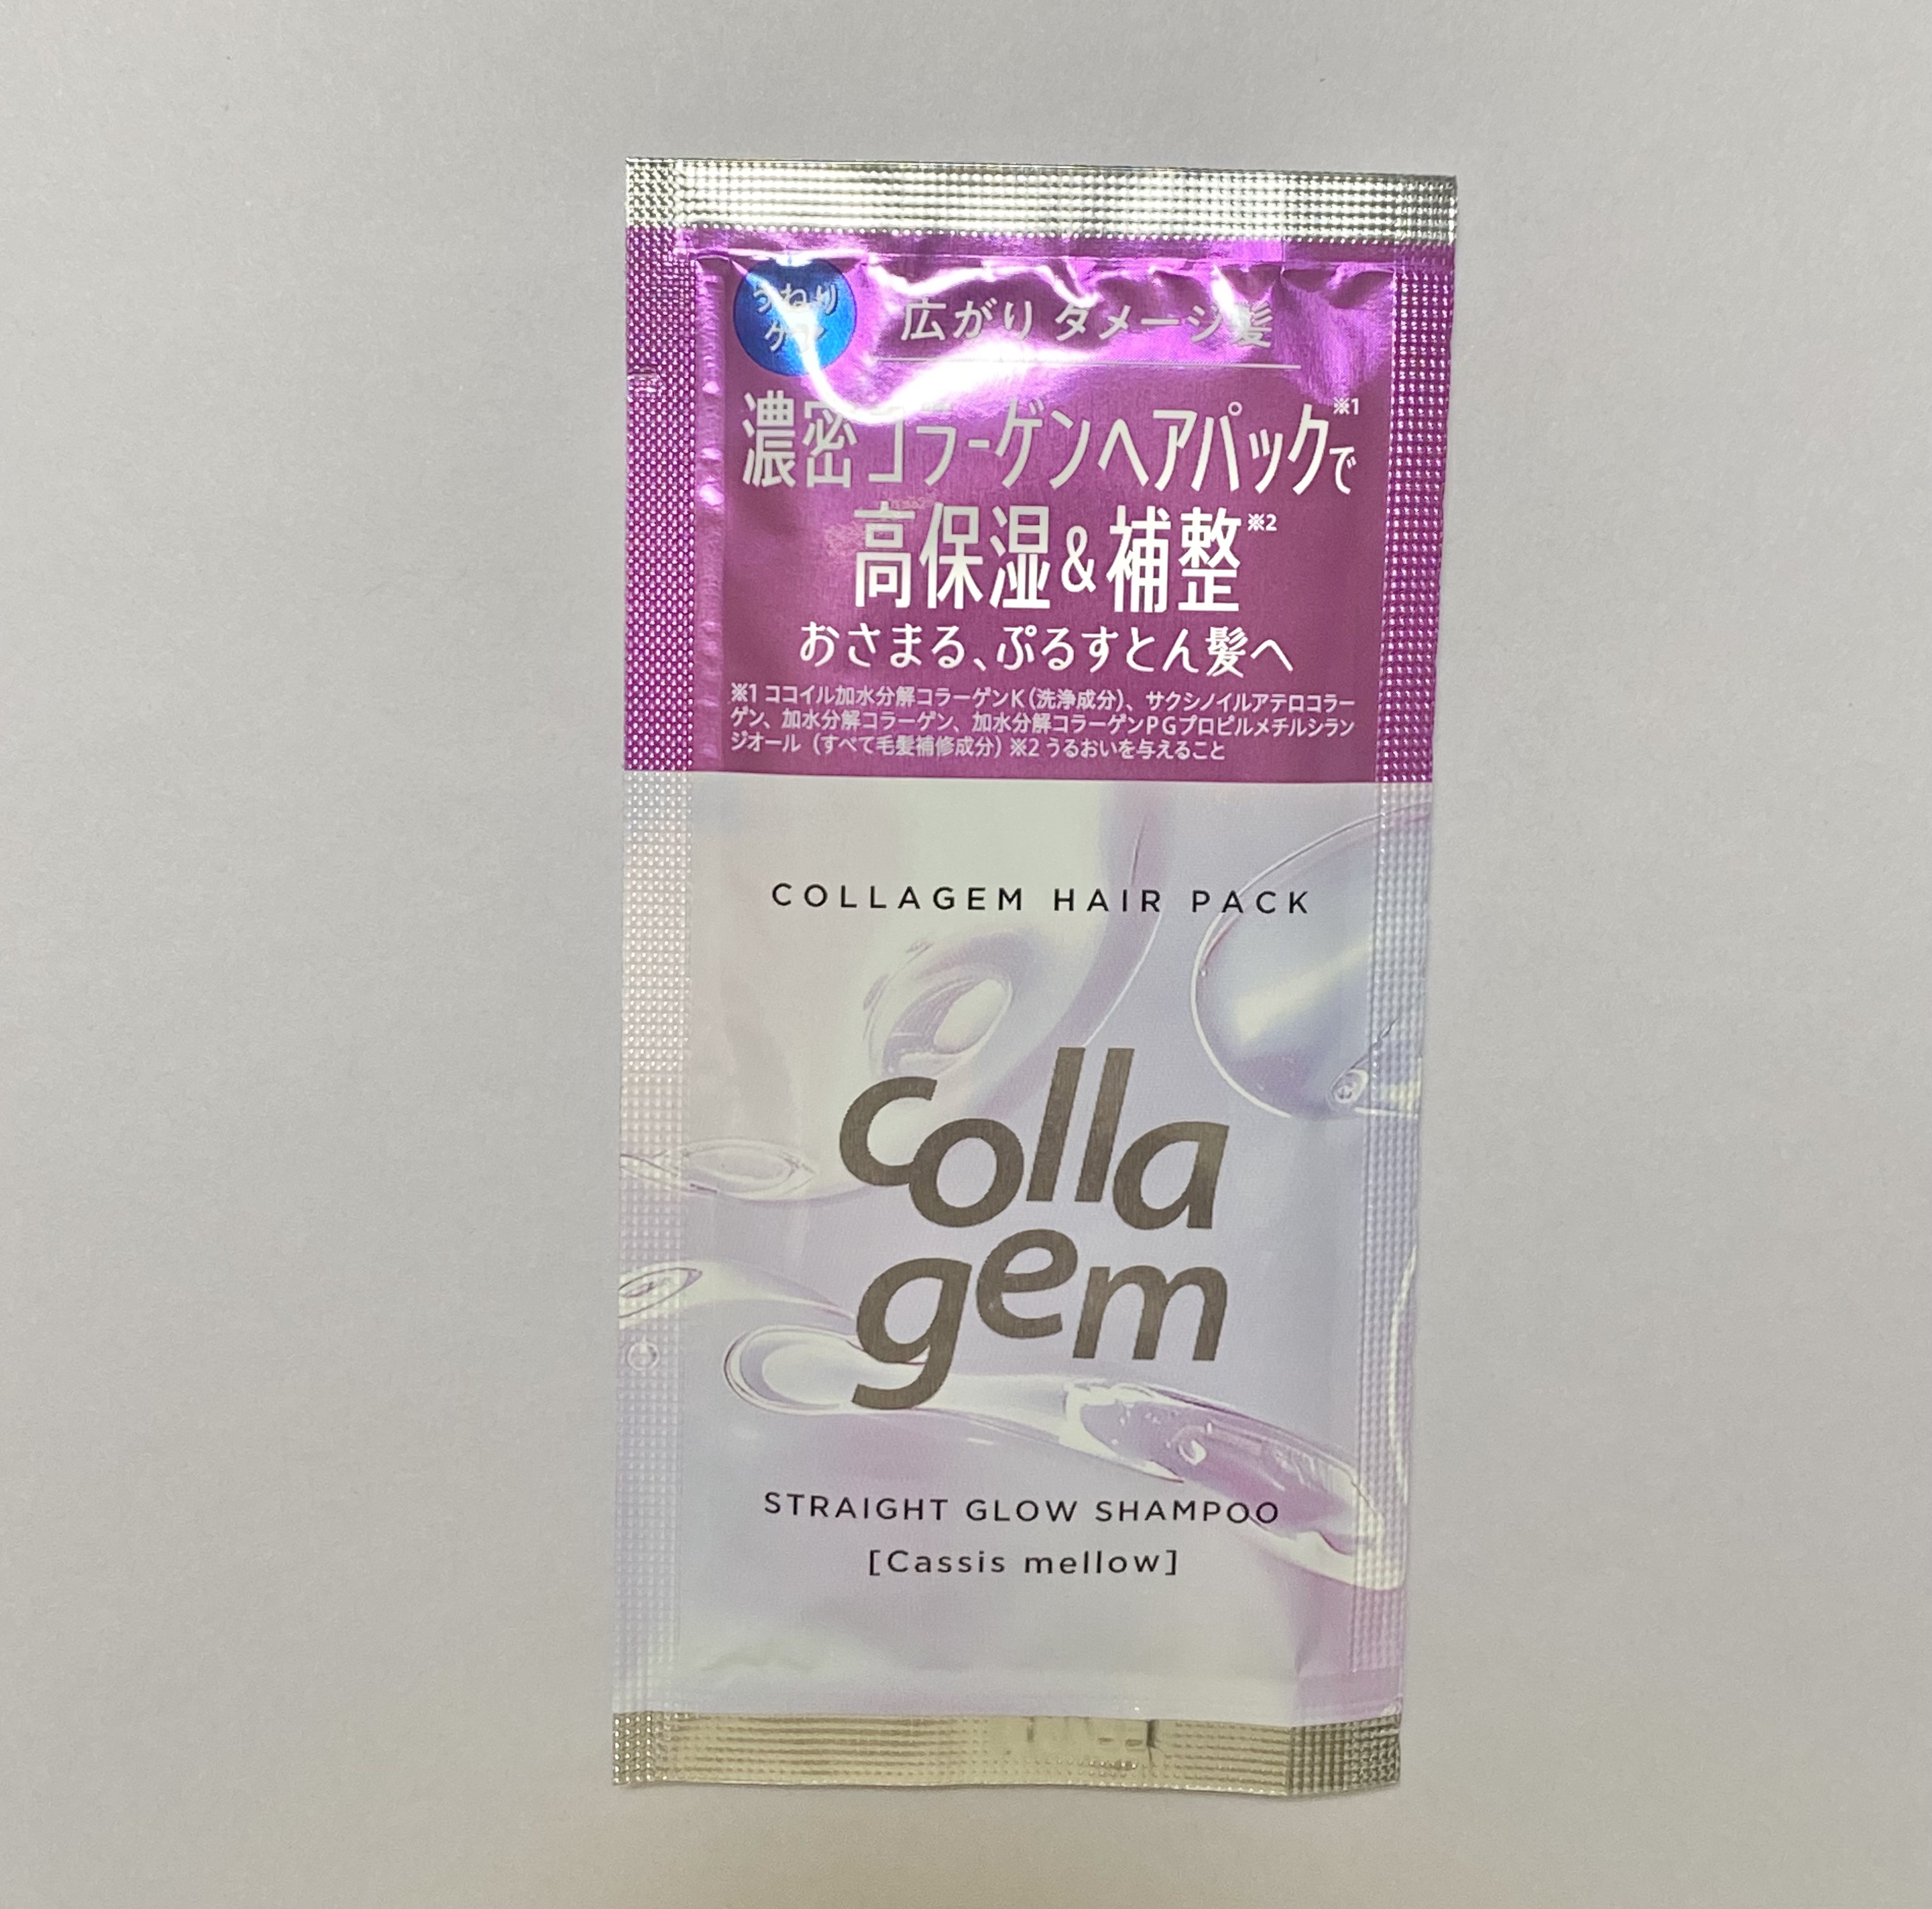 うねり
ケア
広がり ダメージ髪
濃密コラーゲンヘアパックで※1
高保湿&補整※2
おさまる、ぷるすとん髪へ
※1 ココイル加水分解コラーゲンK(洗浄成分)、サクシノイルアテロコラー
ゲン、加水分解コラーゲン、加水分解コラーゲンPGプロピルメチルシラン
ジオール (すべて毛髪補修成分) ※2 うるおいを与えること
COLLAGEM HAIR PACK
colla
gem
STRAIGHT GLOW SHAMPOO
[Cassis mellow]